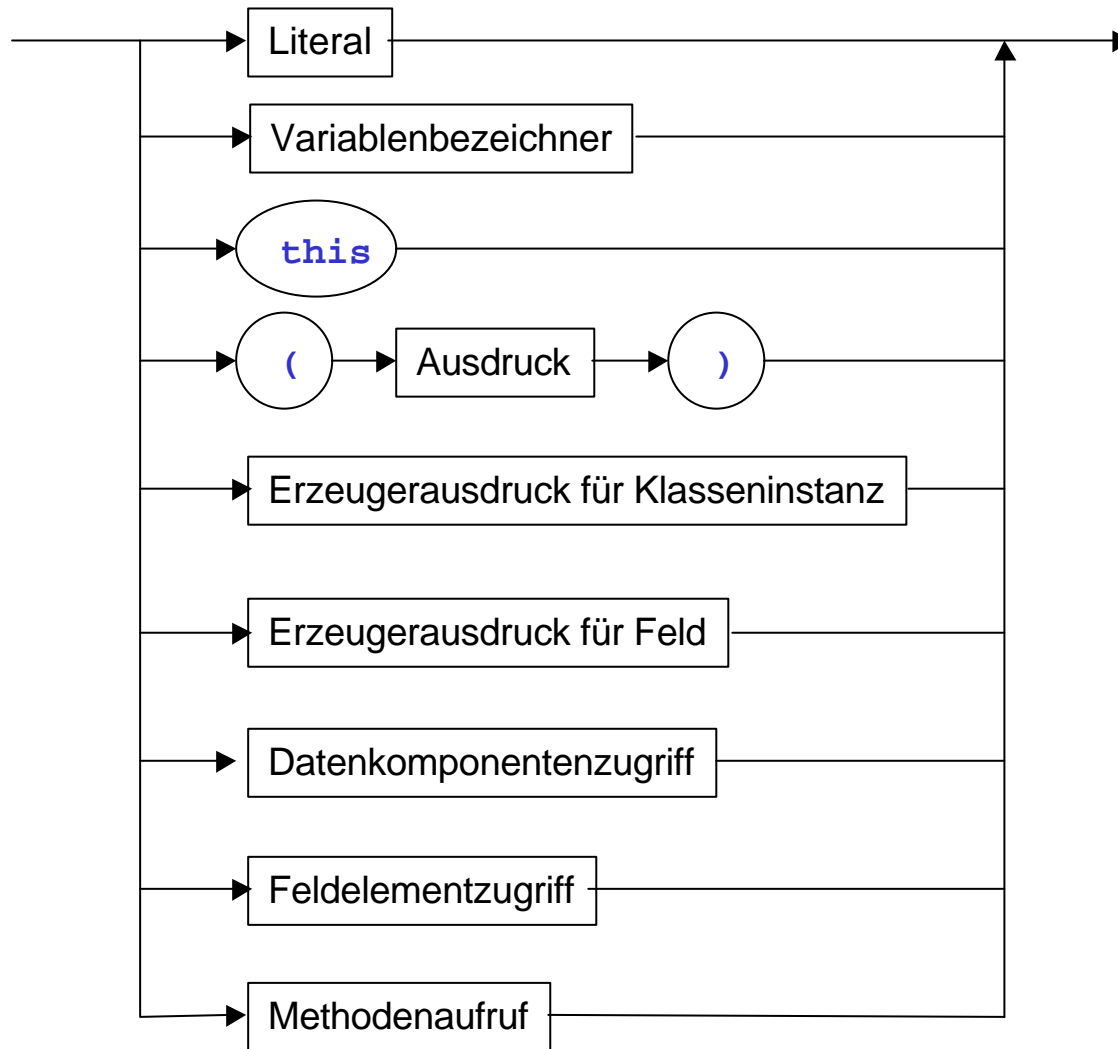 Literal
Variablenbezeichner
this
( Ausdruck )
Erzeugerausdruck für Klasseninstanz
Erzeugerausdruck für Feld
Datenkomponentenzugriff
Feldelementzugriff
Methodenaufruf